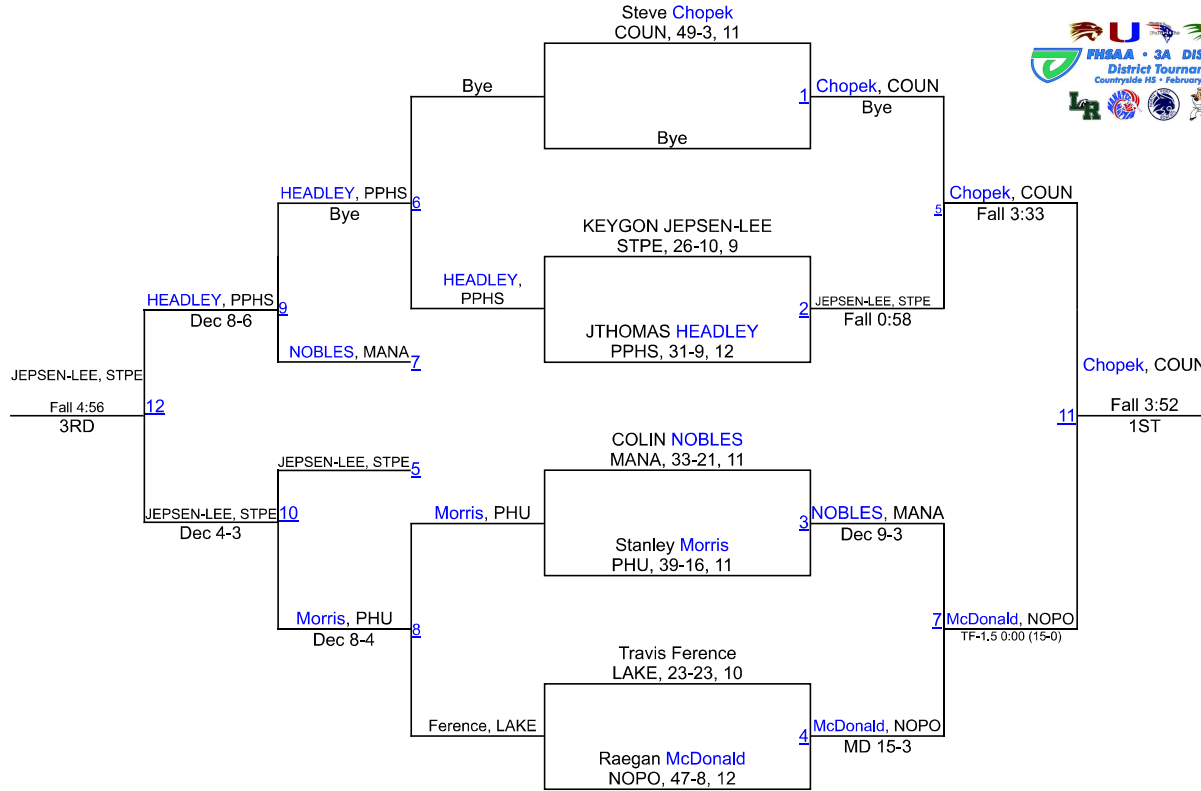 Steve Chopek
COUN, 49-3, 11
Bye
1
Chopek, COUN
Bye
Bye
FHSAA • 3A DIS
District Tournam
Countryside HS • February
LR
HEADLEY, PPHS
Bye
6
KEYGON JEPSEN-LEE
STPE, 26-10, 9
5
Chopek, COUN
Fall 3:33
HEADLEY,
PPHS
2
JEPSEN-LEE, STPE
Fall 0:58
JTHOMAS HEADLEY
PPHS, 31-9, 12
HEADLEY, PPHS
Dec 8-6
9
NOBLES, MANA
7
JEPSEN-LEE, STPE
Fall 4:56
3RD
12
Chopek, COUN
Fall 3:52
1ST
11
COLIN NOBLES
MANA, 33-21, 11
JEPSEN-LEE, STPE
5
JEPSEN-LEE, STPE
Dec 4-3
10
Morris, PHU
3
NOBLES, MANA
Dec 9-3
Stanley Morris
PHU, 39-16, 11
Morris, PHU
Dec 8-4
8
7
McDonald, NOPO
TF-1.5 0:00 (15-0)
Travis Ference
LAKE, 23-23, 10
Ference, LAKE
4
McDonald, NOPO
MD 15-3
Raegan McDonald
NOPO, 47-8, 12